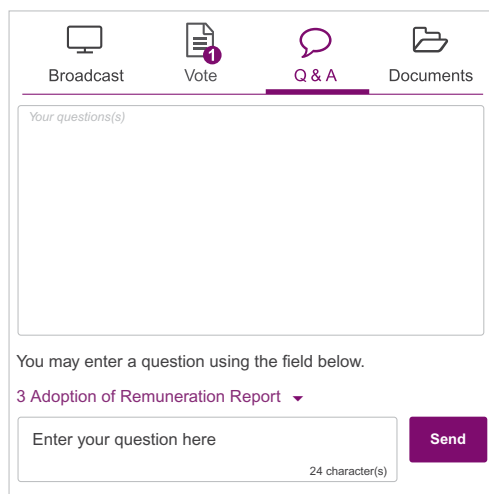 1
Broadcast Vote Q & A Documents
Your questions(s)
You may enter a question using the field below.
3 Adoption of Remuneration Report
Enter your question here
Send
24 character(s)